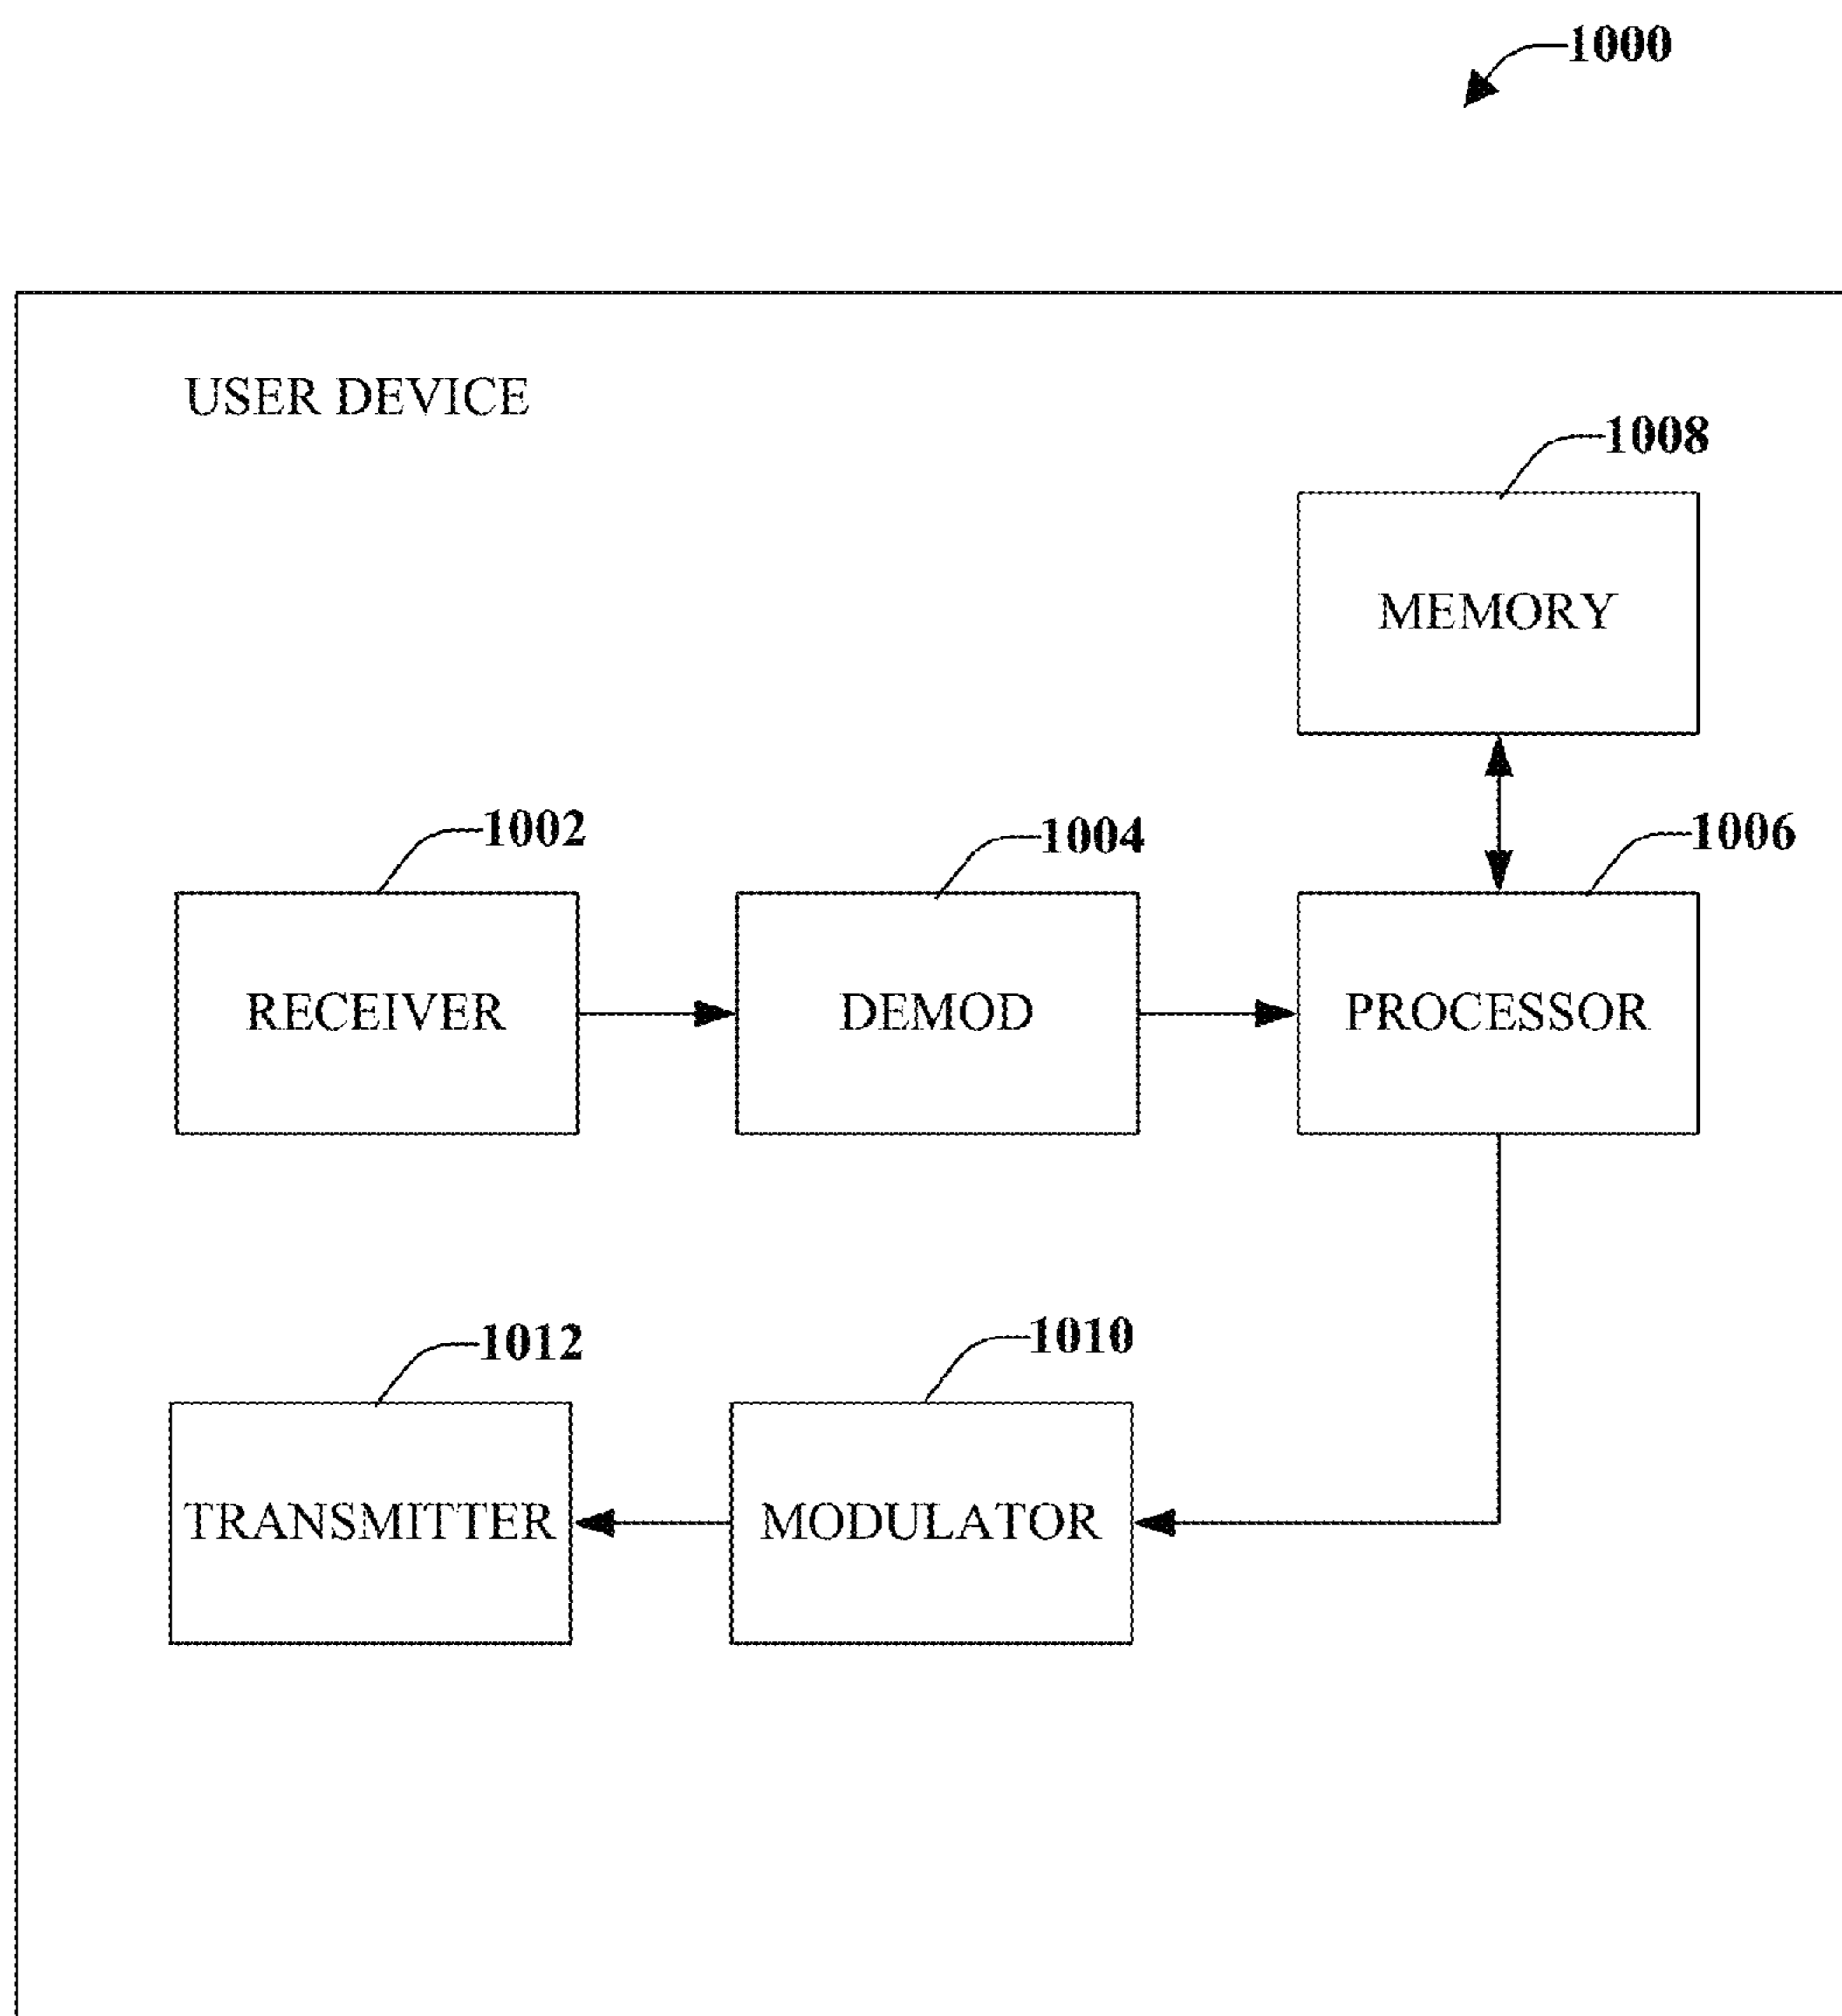 1000
USER DEVICE
1008
MEMORY
1002
1004
1006
RECEIVER
DEMOD
PROCESSOR
1012
1010
TRANSMITTER
MODULATOR